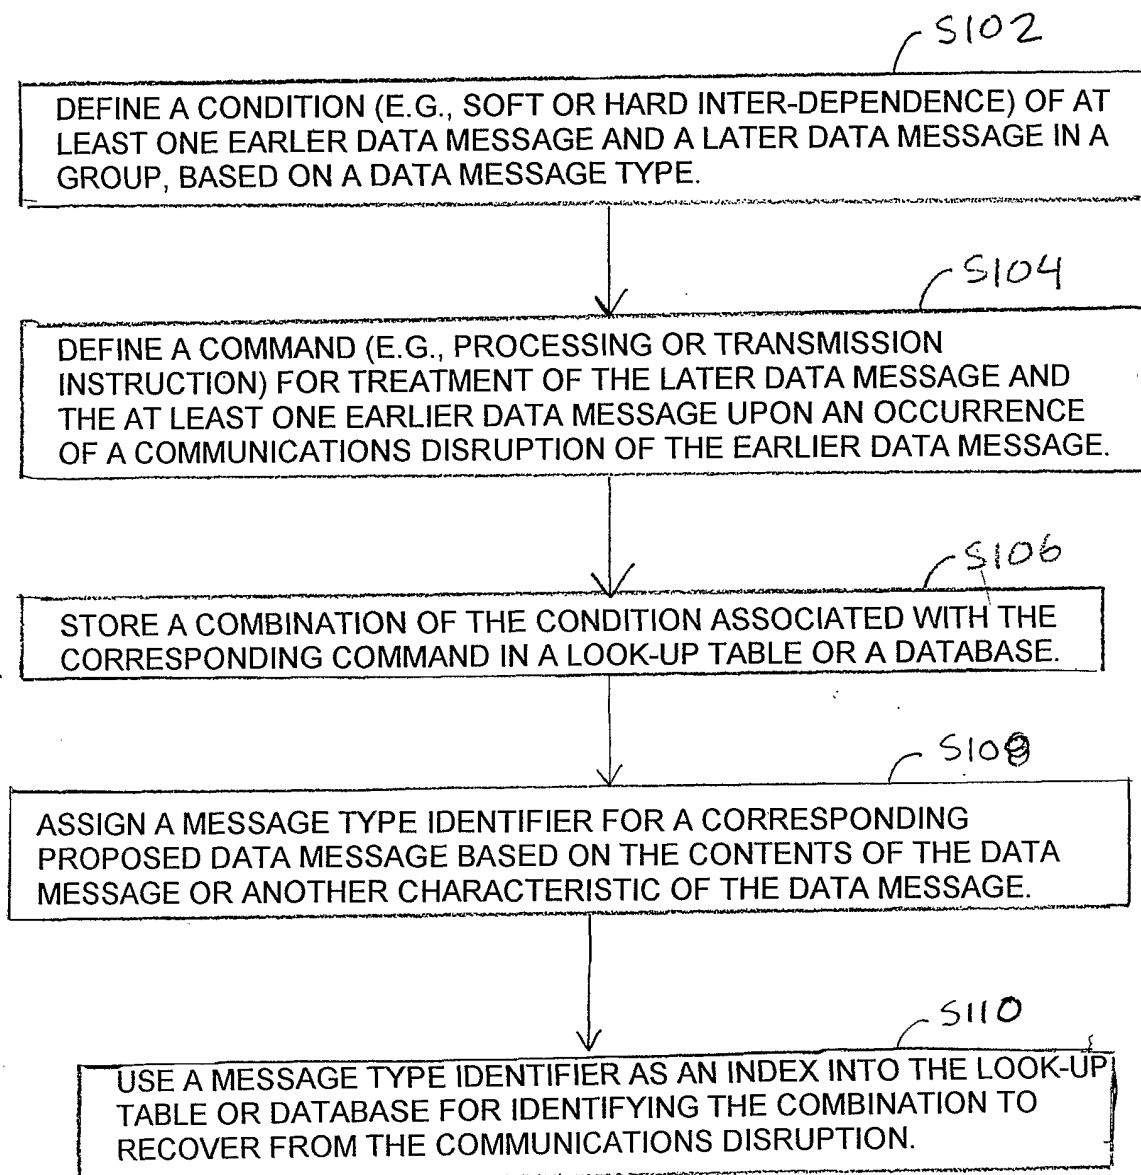 S102
DEFINE A CONDITION (E.G., SOFT OR HARD INTER-DEPENDENCE) OF AT
LEAST ONE EARLER DATA MESSAGE AND A LATER DATA MESSAGE IN A
GROUP, BASED ON A DATA MESSAGE TYPE.
S104
DEFINE A COMMAND (E.G., PROCESSING OR TRANSMISSION
INSTRUCTION) FOR TREATMENT OF THE LATER DATA MESSAGE AND
THE AT LEAST ONE EARLIER DATA MESSAGE UPON AN OCCURRENCE
OF A COMMUNICATIONS DISRUPTION OF THE EARLIER DATA MESSAGE.
S106
STORE A COMBINATION OF THE CONDITION ASSOCIATED WITH THE
CORRESPONDING COMMAND IN A LOOK-UP TABLE OR A DATABASE.
S108
ASSIGN A MESSAGE TYPE IDENTIFIER FOR A CORRESPONDING
PROPOSED DATA MESSAGE BASED ON THE CONTENTS OF THE DATA
MESSAGE OR ANOTHER CHARACTERISTIC OF THE DATA MESSAGE.
S110
USE A MESSAGE TYPE IDENTIFIER AS AN INDEX INTO THE LOOK-UP
TABLE OR DATABASE FOR IDENTIFYING THE COMBINATION TO
RECOVER FROM THE COMMUNICATIONS DISRUPTION.